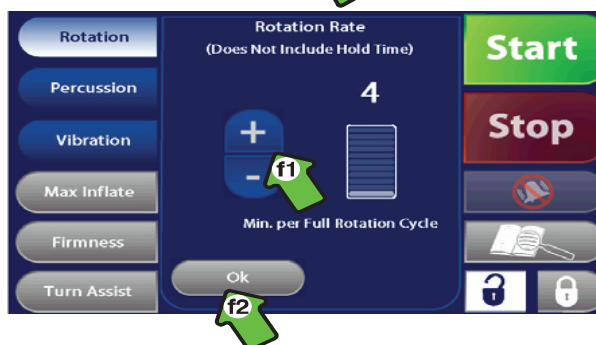 Rotation
Percussion
Vibration
Max Inflate
Firmness
Turn Assist
Rotation Rate
(Does Not Include Hold Time)
4
+
-
f1
Min. per Full Rotation Cycle
Ok
f2
Start
Stop